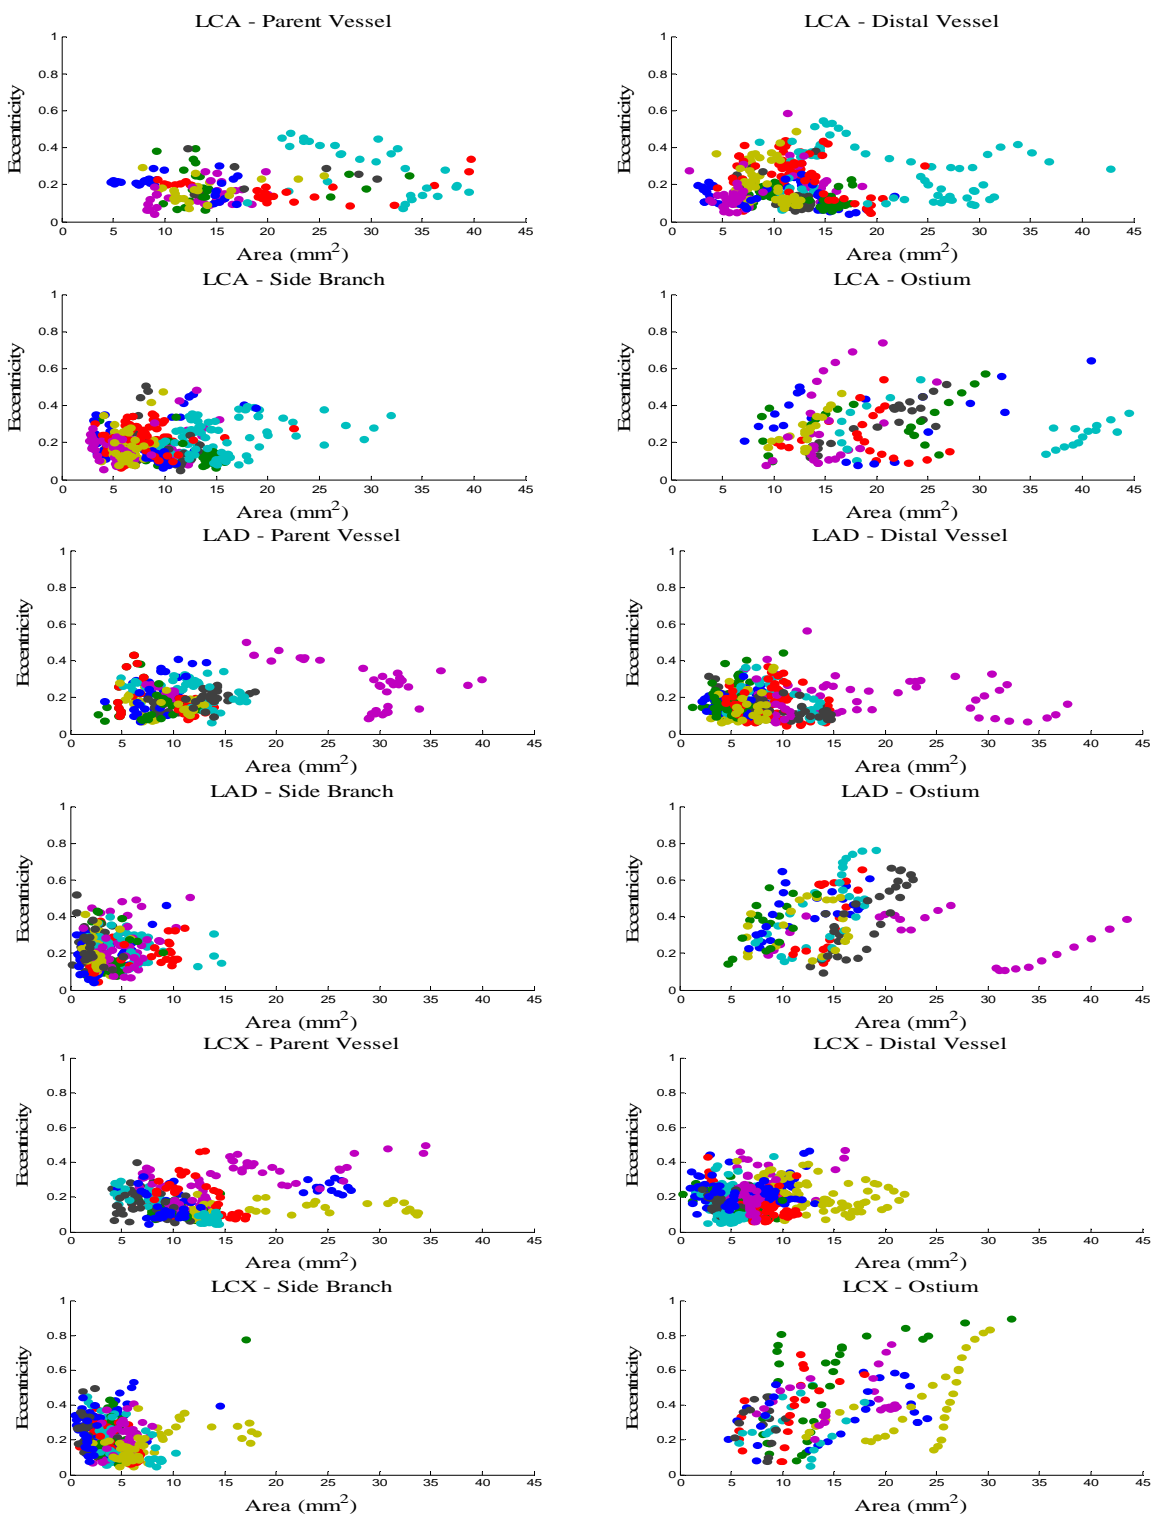 LCA - Parent Vessel
1
0.8
0.6
0.4
0.2
0
Eccentricity
0 5 10 15 20 25 30 35 40 45
Area (mm²)
LCA - Distal Vessel
1
0.8
0.6
0.4
0.2
0
Eccentricity
0 5 10 15 20 25 30 35 40 45
Area (mm²)
LCA - Side Branch
1
0.8
0.6
0.4
0.2
0
Eccentricity
0 5 10 15 20 25 30 35 40 45
Area (mm²)
LCA - Ostium
1
0.8
0.6
0.4
0.2
0
Eccentricity
0 5 10 15 20 25 30 35 40 45
Area (mm²)
LAD - Parent Vessel
1
0.8
0.6
0.4
0.2
0
Eccentricity
0 5 10 15 20 25 30 35 40 45
Area (mm²)
LAD - Distal Vessel
1
0.8
0.6
0.4
0.2
0
Eccentricity
0 5 10 15 20 25 30 35 40 45
Area (mm²)
LAD - Side Branch
1
0.8
0.6
0.4
0.2
0
Eccentricity
0 5 10 15 20 25 30 35 40 45
Area (mm²)
LAD - Ostium
1
0.8
0.6
0.4
0.2
0
Eccentricity
0 5 10 15 20 25 30 35 40 45
Area (mm²)
LCX - Parent Vessel
1
0.8
0.6
0.4
0.2
0
Eccentricity
0 5 10 15 20 25 30 35 40 45
Area (mm²)
LCX - Distal Vessel
1
0.8
0.6
0.4
0.2
0
Eccentricity
0 5 10 15 20 25 30 35 40 45
Area (mm²)
LCX - Side Branch
1
0.8
0.6
0.4
0.2
0
Eccentricity
0 5 10 15 20 25 30 35 40 45
Area (mm²)
LCX - Ostium
1
0.8
0.6
0.4
0.2
0
Eccentricity
0 5 10 15 20 25 30 35 40 45
Area (mm²)